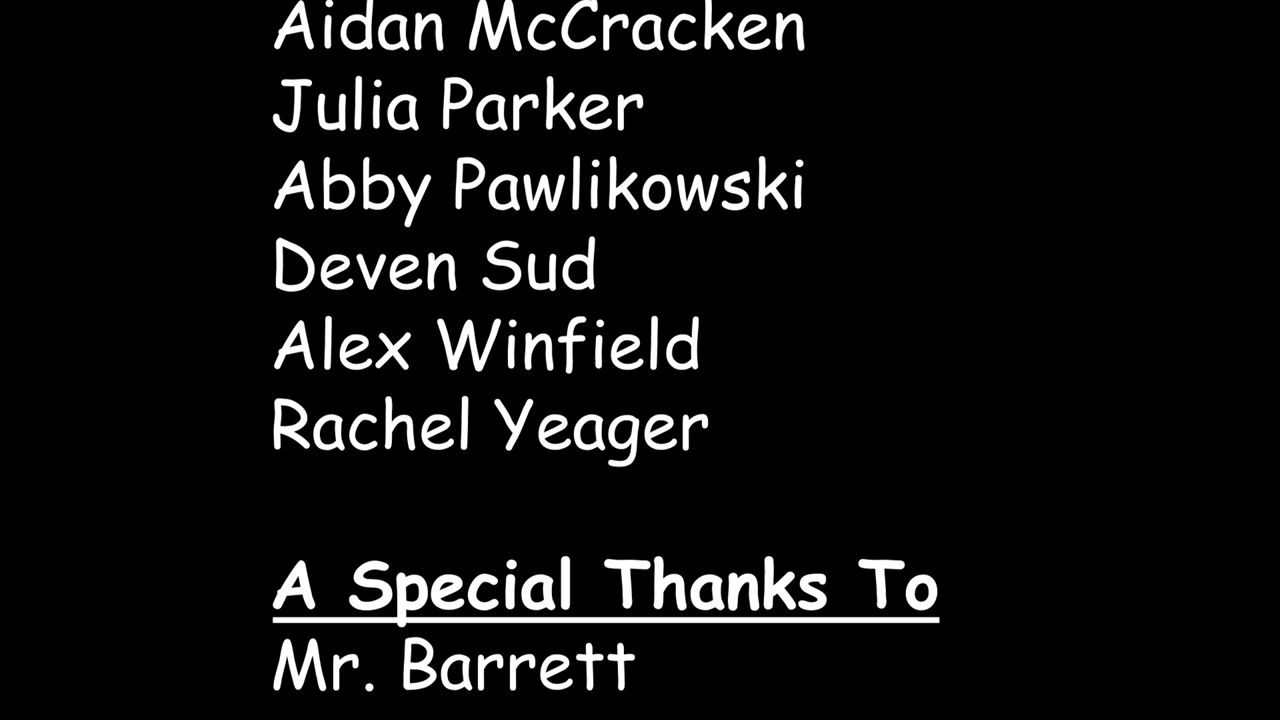 Aidan McCracken
Julia Parker
Abby Pawlikowski
Deven Sud
Alex Winfield
Rachel Yeager
A Special Thanks To
Mr. Barrett